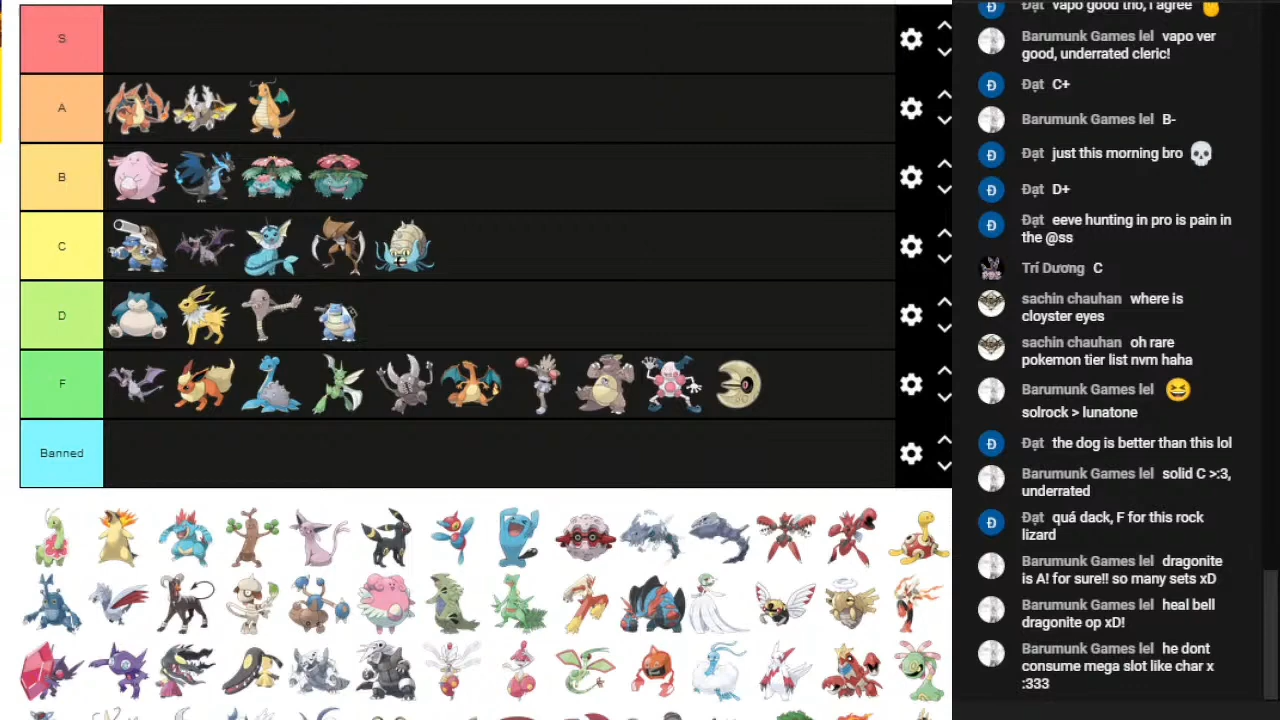 S
A
B
C
D
F
Banned
Đạt vapo good tho, i agree
Barumunk Games lel vapo ver
good, underrated cleric!
Đạt C+
Barumunk Games lel B-
Đạt just this morning bro 💀
Đạt D+
Đạt eeve hunting in pro is pain in
the @ss
Trí Dương C
sachin chauhan where is
cloyster eyes
sachin chauhan oh rare
pokemon tier list nvm haha
Barumunk Games lel 😆
solrock > lunatone
Đạt the dog is better than this lol
Barumunk Games lel solid C >:3,
underrated
Đạt quá dack, F for this rock
lizard
Barumunk Games lel dragonite
is A! for sure!! so many sets xD
Barumunk Games lel heal bell
dragonite op xD!
Barumunk Games lel he dont
consume mega slot like char x
:333